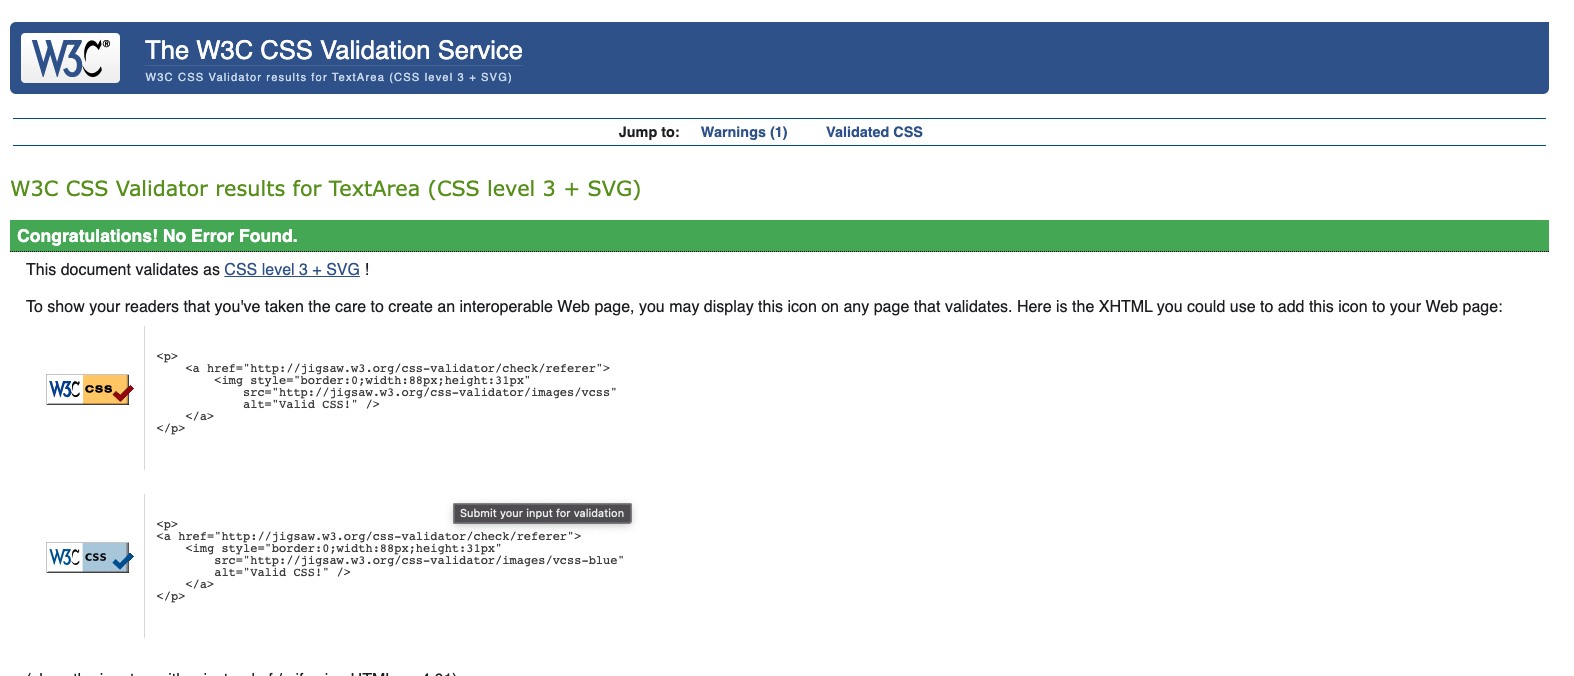 W3C®
The W3C CSS Validation Service
W3C CSS Validator results for TextArea (CSS level 3 + SVG)
Jump to: Warnings (1) Validated CSS
W3C CSS Validator results for TextArea (CSS level 3 + SVG)
Congratulations! No Error Found.
This document validates as CSS level 3 + SVG !
To show your readers that you've taken the care to create an interoperable Web page, you may display this icon on any page that validates. Here is the XHTML you could use to add this icon to your Web page:
W3C css
<p>
<a href="http://jigsaw.w3.org/css-validator/check/referer">
<img style="border:0;width:88px;height:31px"
src="http://jigsaw.w3.org/css-validator/images/vcss"
alt="Valid CSS!" />
</a>
</p>
Submit your input for validation
W3C css
<p>
<a href="http://jigsaw.w3.org/css-validator/check/referer">
<img style="border:0;width:88px;height:31px"
src="http://jigsaw.w3.org/css-validator/images/vcss-blue"
alt="Valid CSS!" />
</a>
</p>